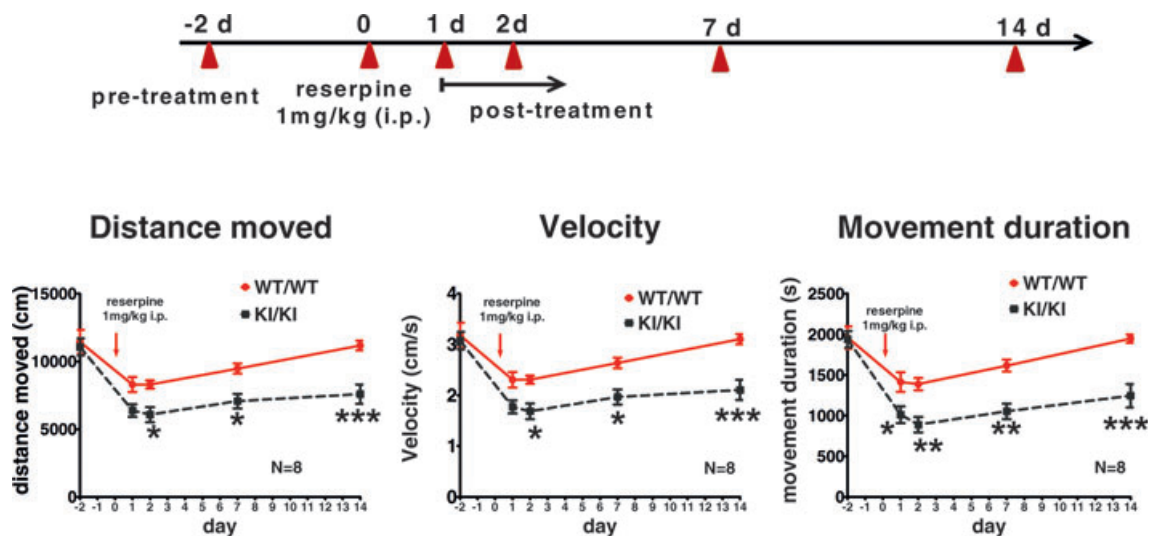 -2 d 0 1 d 2d 7 d 14 d
pre-treatment
reserpine
1mg/kg (i.p.)
post-treatment
Distance moved
distance moved (cm)
15000
10000
5000
0
WT/WT
KI/KI
reserpine
1mg/kg i.p.
*
*
***
N=8
-2 -1 0 1 2 3 4 5 6 7 8 9 10 11 12 13 14
day
Velocity
Velocity (cm/s)
4
3
2
1
0
WT/WT
KI/KI
reserpine
1mg/kg i.p.
*
*
***
N=8
-2 -1 0 1 2 3 4 5 6 7 8 9 10 11 12 13 14
day
Movement duration
movement duration (s)
2500
2000
1500
1000
500
0
WT/WT
KI/KI
reserpine
1mg/kg i.p.
*
**
**
***
N=8
-2 -1 0 1 2 3 4 5 6 7 8 9 10 11 12 13 14
day